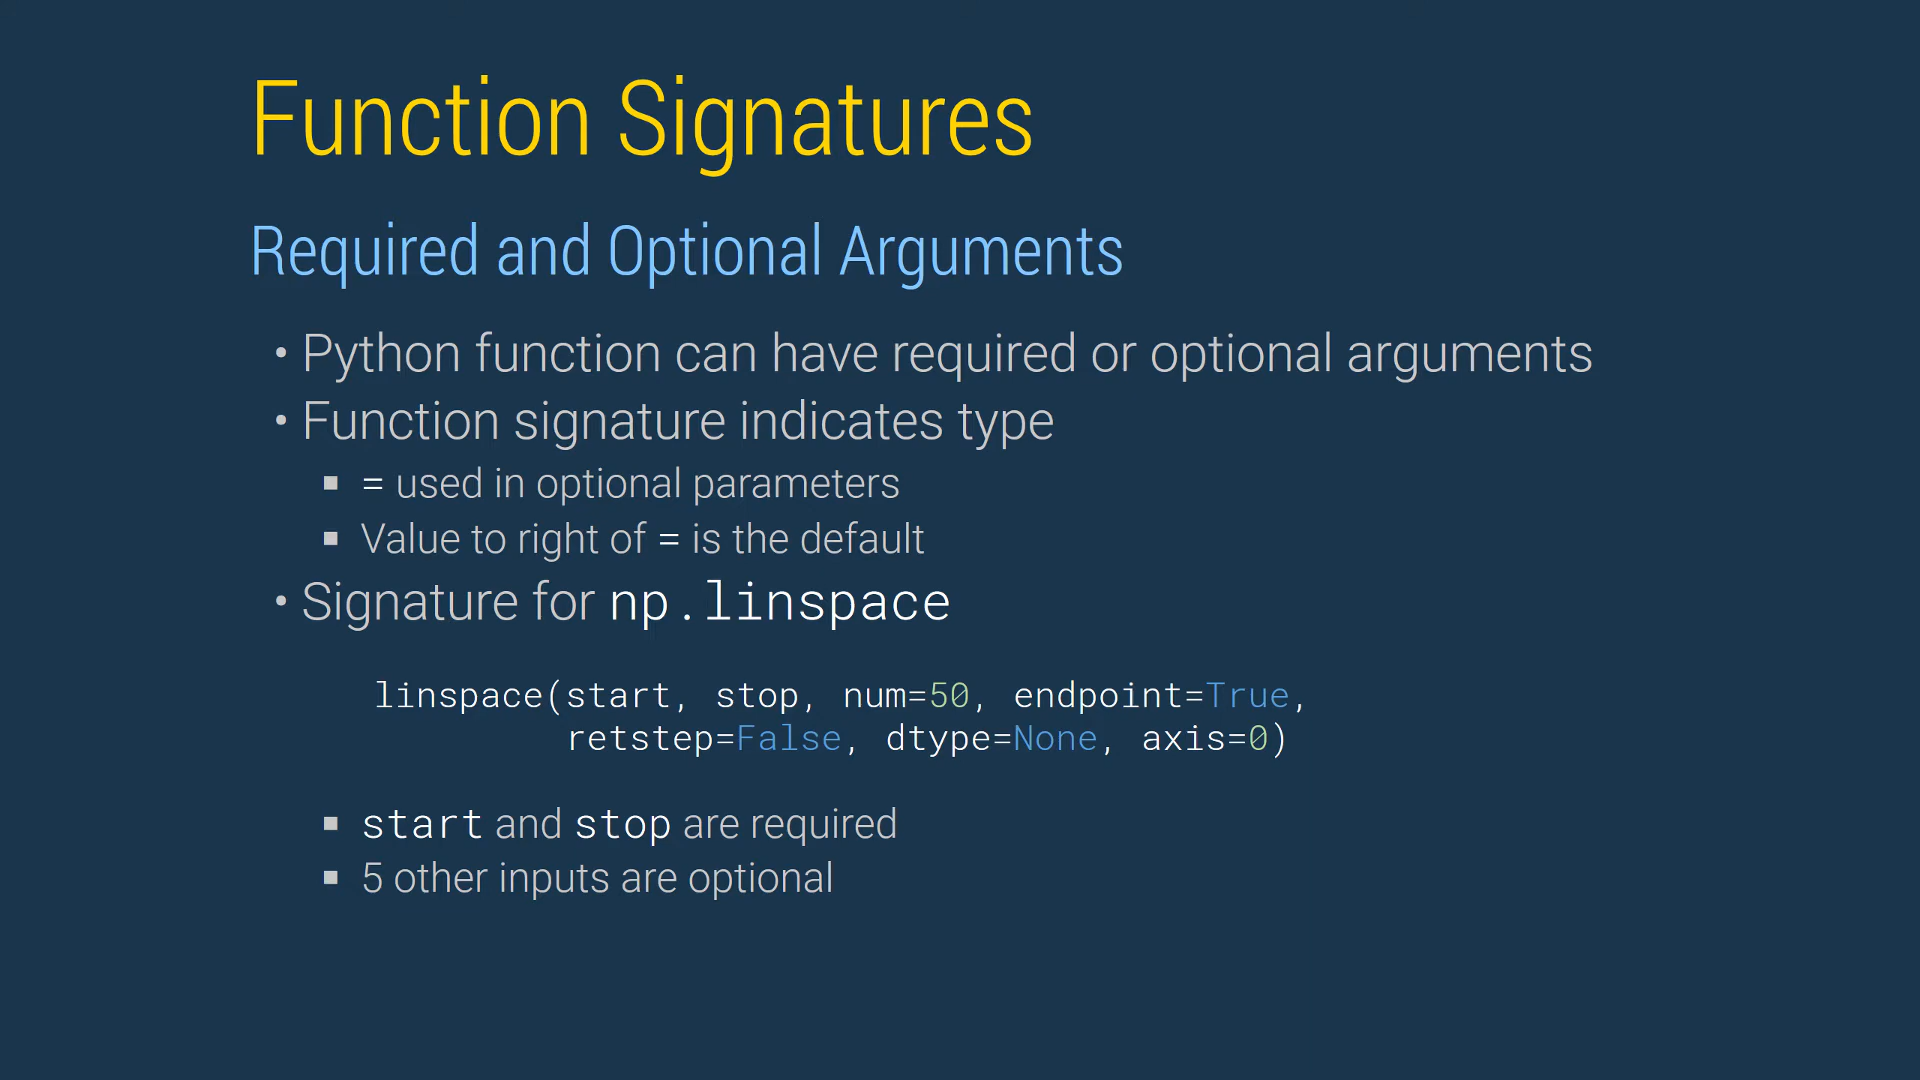 Function Signatures
Required and Optional Arguments
• Python function can have required or optional arguments
• Function signature indicates type
▪ = used in optional parameters
▪ Value to right of = is the default
• Signature for np.linspace
linspace(start, stop, num=50, endpoint=True,
retstep=False, dtype=None, axis=0)
▪ start and stop are required
▪ 5 other inputs are optional